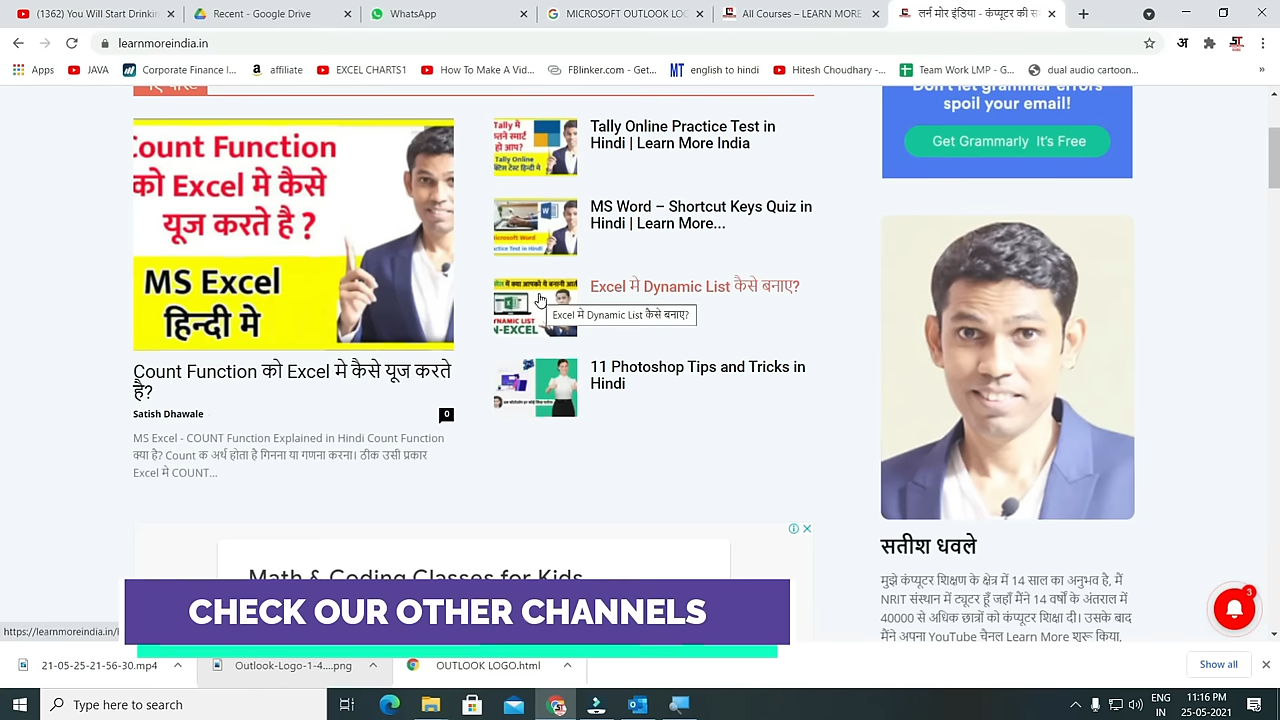 (1362) You Will Start Drinkin
Recent - Google Drive
WhatsApp
MICROSOFT OUTLOOK LO
All Courses – LEARN MORE
लर्न मोर इंडिया - कंप्यूटर की स
learnmoreindia.in
अ
Apps
JAVA
Corporate Finance I...
affiliate
EXCEL CHARTS1
How To Make A Vid...
FBlinker.com - Get...
MT english to hindi
Hitesh Choudhary -...
Team Work LMP - G...
dual audio cartoon...
»
Count Function
को Excel मे कैसे
यूज करते है ?
MS Excel
हिन्दी मे
Count Function को Excel मे कैसे यूज करते
है?
Satish Dhawale
0
MS Excel - COUNT Function Explained in Hindi Count Function
क्या है? Count क अर्थ होता है गिनना या गणना करना। ठीक उसी प्रकार
Excel मे COUNT...
Tally Online Practice Test in
Hindi | Learn More India
MS Word – Shortcut Keys Quiz in
Hindi | Learn More...
Excel मे Dynamic List कैसे बनाए?
Excel मे Dynamic List कैसे बनाए?
11 Photoshop Tips and Tricks in
Hindi
Don't let grammar errors
spoil your email!
Get Grammarly It's Free
सतीश धवले
मुझे कंप्यूटर शिक्षण के क्षेत्र में 14 साल का अनुभव है, मैं
NRIT संस्थान में ट्यूटर हूँ जहाँ मैंने 14 वर्षों के अंतराल में
40000 से अधिक छात्रों को कंप्यूटर शिक्षा दी। उसके बाद
मैंने अपना YouTube चैनल Learn More शुरू किया,
3
Math & Coding Classes for Kids
CHECK OUR OTHER CHANNELS
https://learnmoreindia.in/
21-05-25-21-56-30.mp4
Outlook-Logo-1-4....png
OUTLOOK LOGO.html
Show all
Type here to search
ENG
IN
11:16 PM
25-05-2021